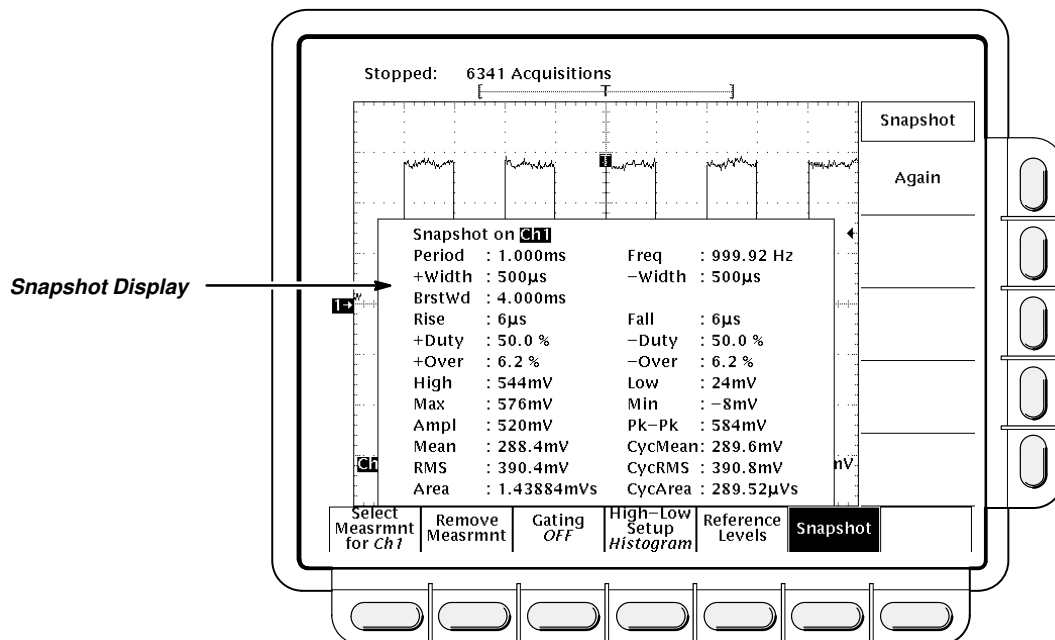 Stopped: 6341 Acquisitions
T
Snapshot
Again
Snapshot on Ch1
Period : 1.000ms Freq : 999.92 Hz
+Width : 500µs −Width : 500µs
Snapshot Display
BrstWd : 4.000ms
1→
Rise : 6µs Fall : 6µs
+Duty : 50.0 % −Duty : 50.0 %
+Over : 6.2 % −Over : 6.2 %
High : 544mV Low : 24mV
Max : 576mV Min : −8mV
Ampl : 520mV Pk−Pk : 584mV
Mean : 288.4mV CycMean: 289.6mV
Ch mV
RMS : 390.4mV CycRMS : 390.8mV
Area : 1.43884mVs CycArea : 289.52µVs
Select
Measrmnt
for Ch1
Remove
Measrmnt
Gating
OFF
High−Low
Setup
Histogram
Reference
Levels
Snapshot